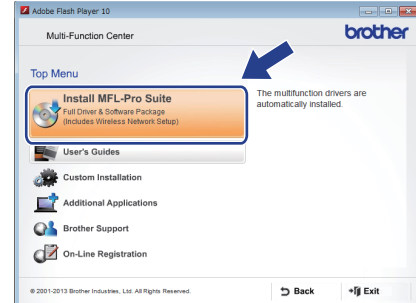 Adobe Flash Player 10
Multi-Function Center
brother
Top Menu
Install MFL-Pro Suite
Full Driver & Software Package
(Includes Wireless Network Setup)
The multifunction drivers are
automatically installed.
User's Guides
Custom Installation
Additional Applications
Brother Support
On-Line Registration
© 2001-2013 Brother Industries, Ltd. All Rights Reserved.
Back
Exit